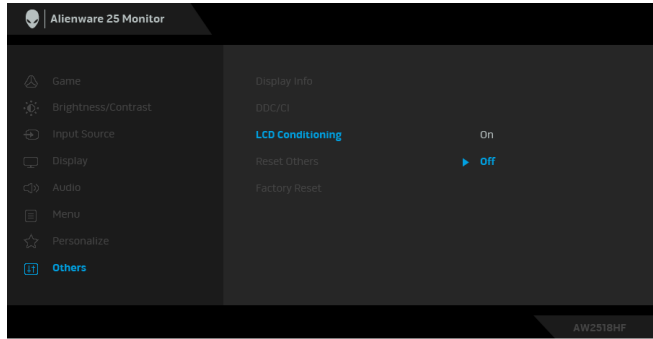 Alienware 25 Monitor
Game
Display Info
Brightness/Contrast
DDC/CI
Input Source
LCD Conditioning
On
Display
Reset Others
Off
Audio
Factory Reset
Menu
Personalize
Others
AW2518HF